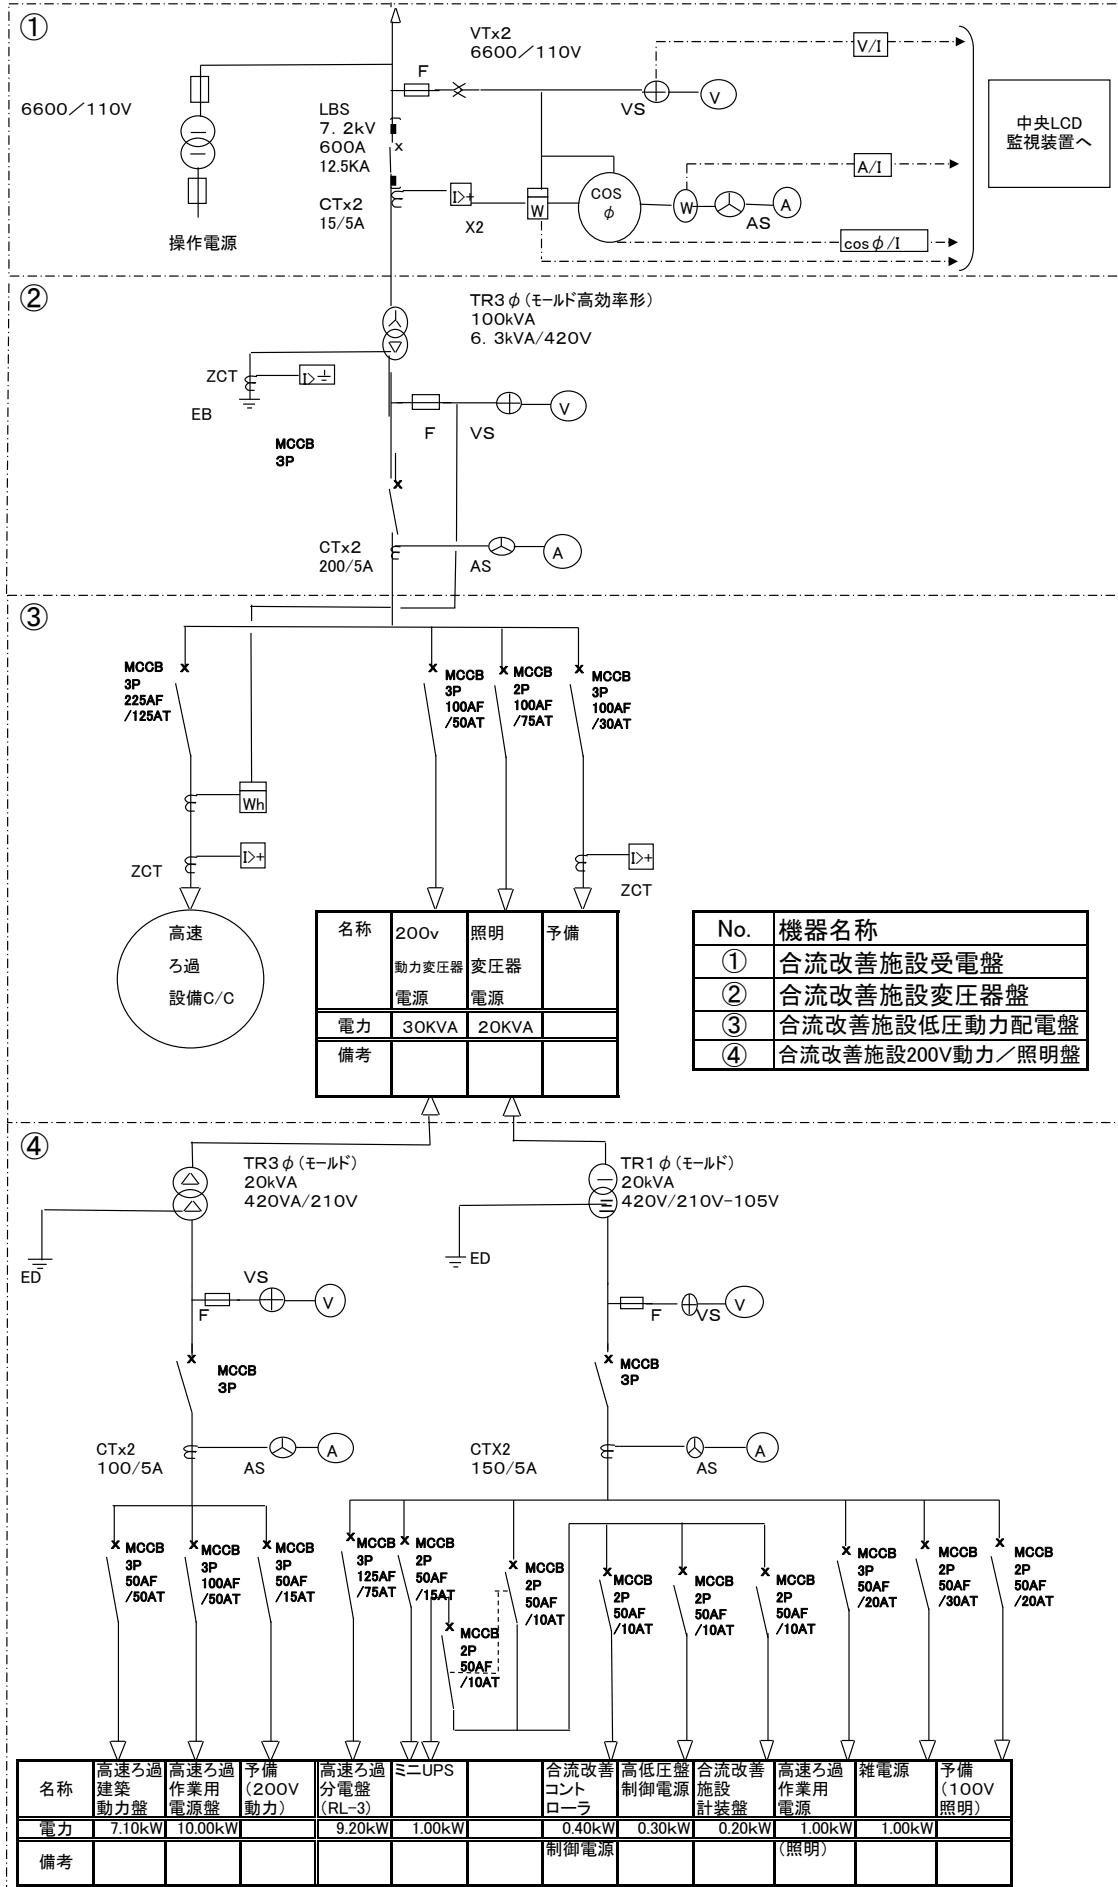 ①
VTx2
6600／110V
V/I
F
6600／110V
VS
V
LBS
7. 2kV
600A
12.5KA
中央LCD
監視装置へ
A/I
I>+
COS
φ
W
W
A
CTx2
15/5A
X2
AS
操作電源
cosφ/I
②
TR3φ(モールド高効率形)
100kVA
6. 3kVA/420V
ZCT
I>
EB
V
F
VS
MCCB
3P
CTx2
200/5A
AS
A
③
MCCB
3P
225AF
/125AT
MCCB
3P
100AF
/50AT
MCCB
2P
100AF
/75AT
MCCB
3P
100AF
/30AT
Wh
I>+
ZCT
I>+
ZCT
高速
ろ過
設備C/C
名称 200v 動力変圧器 電源 照明 変圧器 電源 予備
電力 30KVA 20KVA
備考
No. 機器名称
① 合流改善施設受電盤
② 合流改善施設変圧器盤
③ 合流改善施設低圧動力配電盤
④ 合流改善施設200V動力／照明盤
④
TR3φ(モールド)
20kVA
420VA/210V
TR1φ(モールド)
20kVA
420V/210V-105V
ED
ED
VS
F
V
F
VS
V
MCCB
3P
MCCB
3P
CTx2
100/5A
AS
A
CTX2
150/5A
AS
A
MCCB
3P
50AF
/50AT
MCCB
3P
100AF
/50AT
MCCB
3P
50AF
/15AT
MCCB
3P
125AF
/75AT
MCCB
2P
50AF
/15AT
MCCB
2P
50AF
/10AT
MCCB
2P
50AF
/10AT
MCCB
2P
50AF
/10AT
MCCB
2P
50AF
/10AT
MCCB
2P
50AF
/10AT
MCCB
3P
50AF
/20AT
MCCB
2P
50AF
/30AT
MCCB
2P
50AF
/20AT
名称 高速ろ過建築動力盤 高速ろ過作業用電源盤 予備(200V動力) 高速ろ過分電盤(RL-3) ミニUPS 合流改善コントローラ 高低圧盤制御電源 合流改善施設計装盤 高速ろ過作業用電源 雑電源 予備(100V照明)
電力 7.10kW 10.00kW 9.20kW 1.00kW 0.40kW 0.30kW 0.20kW 1.00kW 1.00kW
備考 制御電源 (照明)